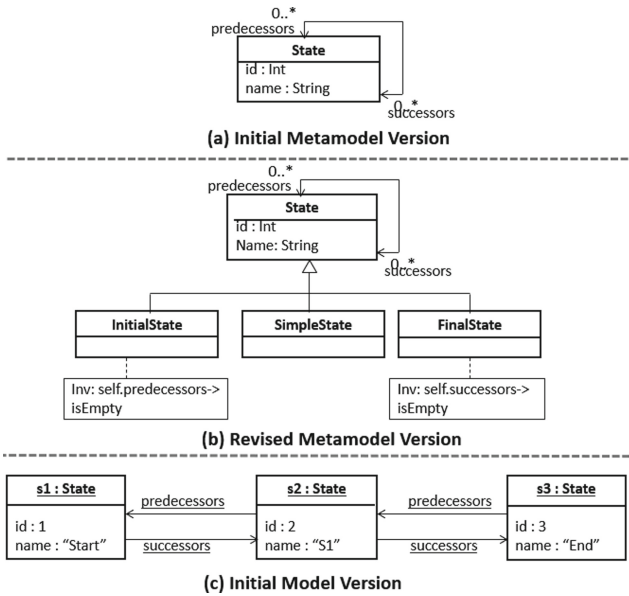 0..*
predecessors
State
id : Int
name : String
0..*
successors
(a) Initial Metamodel Version
0..*
predecessors
State
id : Int
Name: String
0..*
successors
InitialState
SimpleState
FinalState
Inv: self.predecessors->
isEmpty
Inv: self.successors->
isEmpty
(b) Revised Metamodel Version
s1 : State
s2 : State
s3 : State
predecessors
predecessors
id : 1
name : “Start”
successors
id : 2
name : “S1”
successors
id : 3
name : “End”
(c) Initial Model Version